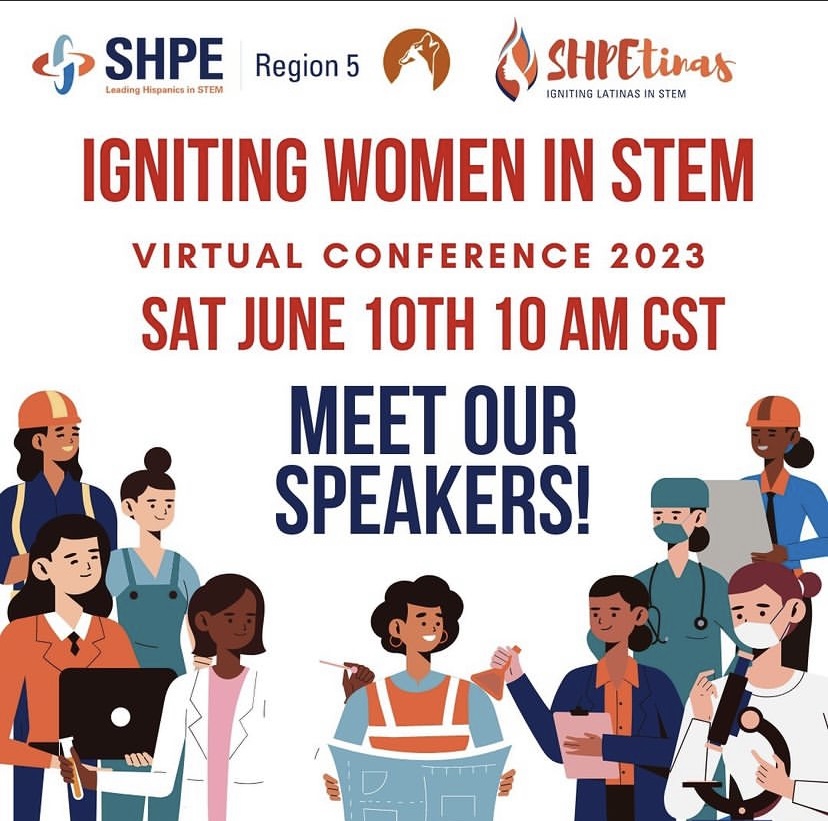 SHPE
Leading Hispanics in STEM
Region 5
SHPEtinas
IGNITING LATINAS IN STEM
IGNITING WOMEN IN STEM
VIRTUAL CONFERENCE 2023
SAT JUNE 10TH 10 AM CST
MEET OUR
SPEAKERS!